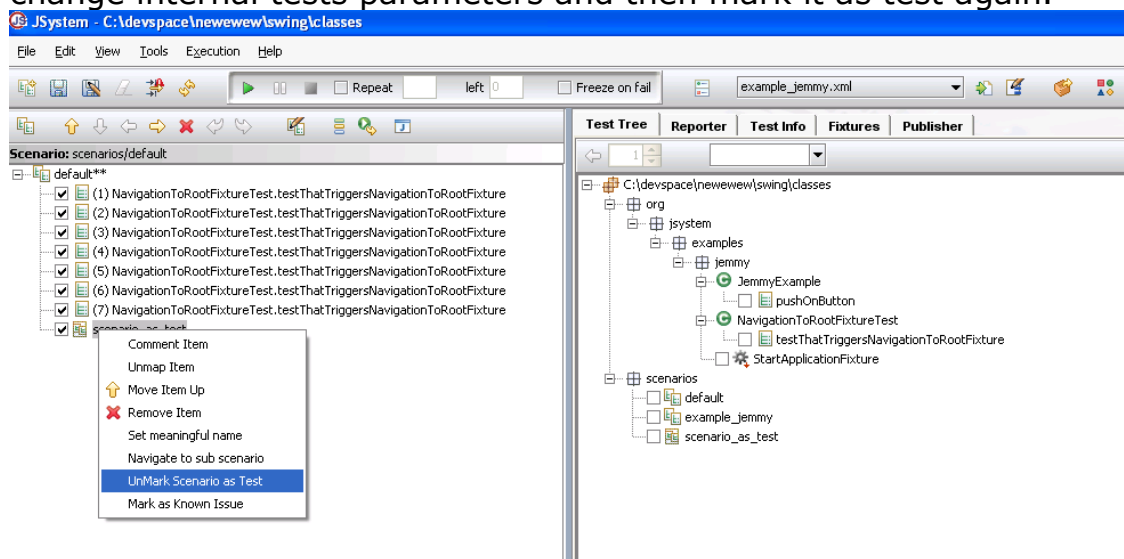 change internal tests parameters and then mark it as test again.
JSystem - C:\devspace\newewew\swing\classes
File Edit View Tools Execution Help
Repeat left 0 Freeze on fail example_jemmy.xml
Test Tree Reporter Test Info Fixtures Publisher
Scenario: scenarios/default
1
default**
(1) NavigationToRootFixtureTest.testThatTriggersNavigationToRootFixture
(2) NavigationToRootFixtureTest.testThatTriggersNavigationToRootFixture
(3) NavigationToRootFixtureTest.testThatTriggersNavigationToRootFixture
(4) NavigationToRootFixtureTest.testThatTriggersNavigationToRootFixture
(5) NavigationToRootFixtureTest.testThatTriggersNavigationToRootFixture
(6) NavigationToRootFixtureTest.testThatTriggersNavigationToRootFixture
(7) NavigationToRootFixtureTest.testThatTriggersNavigationToRootFixture
scenario_as_test
Comment Item
Unmap Item
Move Item Up
Remove Item
Set meaningful name
Navigate to sub scenario
UnMark Scenario as Test
Mark as Known Issue
C:\devspace\newewew\swing\classes
org
jsystem
examples
jemmy
JemmyExample
pushOnButton
NavigationToRootFixtureTest
testThatTriggersNavigationToRootFixture
StartApplicationFixture
scenarios
default
example_jemmy
scenario_as_test